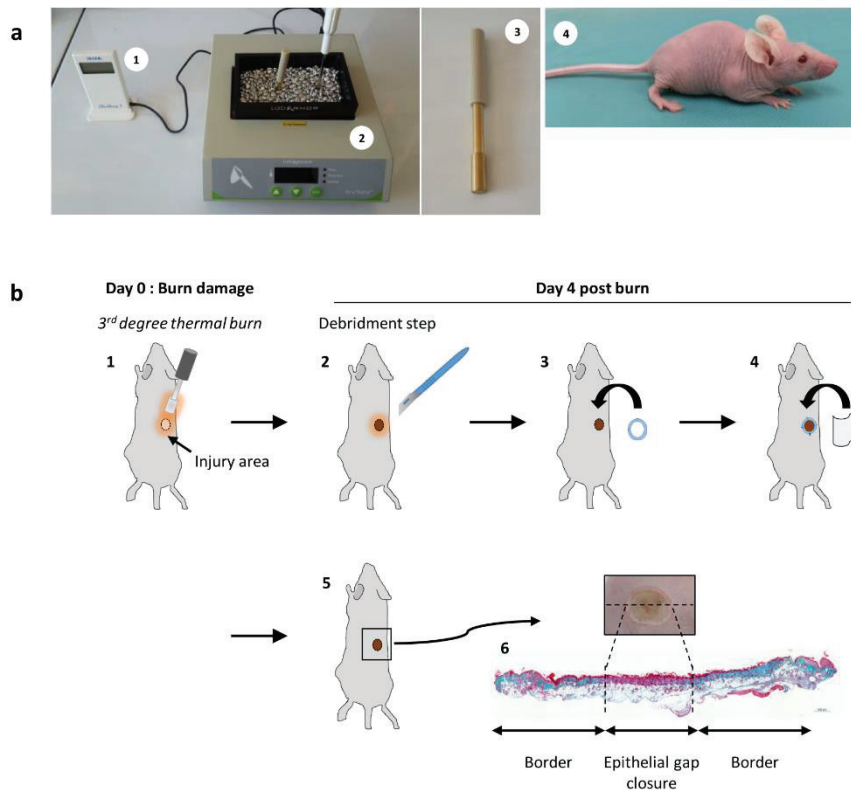 a
1
2
3
4
b
Day 0 : Burn damage
Day 4 post burn
3rd degree thermal burn
Debridment step
1
2
3
4
Injury area
5
6
Border
Epithelial gap
closure
Border